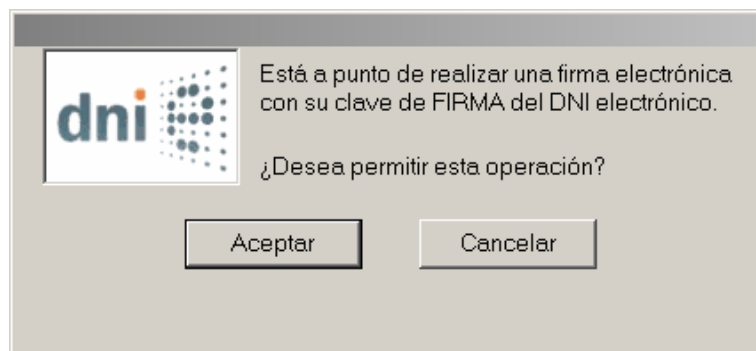 dni
Está a punto de realizar una firma electrónica
con su clave de FIRMA del DNI electrónico.
¿Desea permitir esta operación?
Aceptar
Cancelar